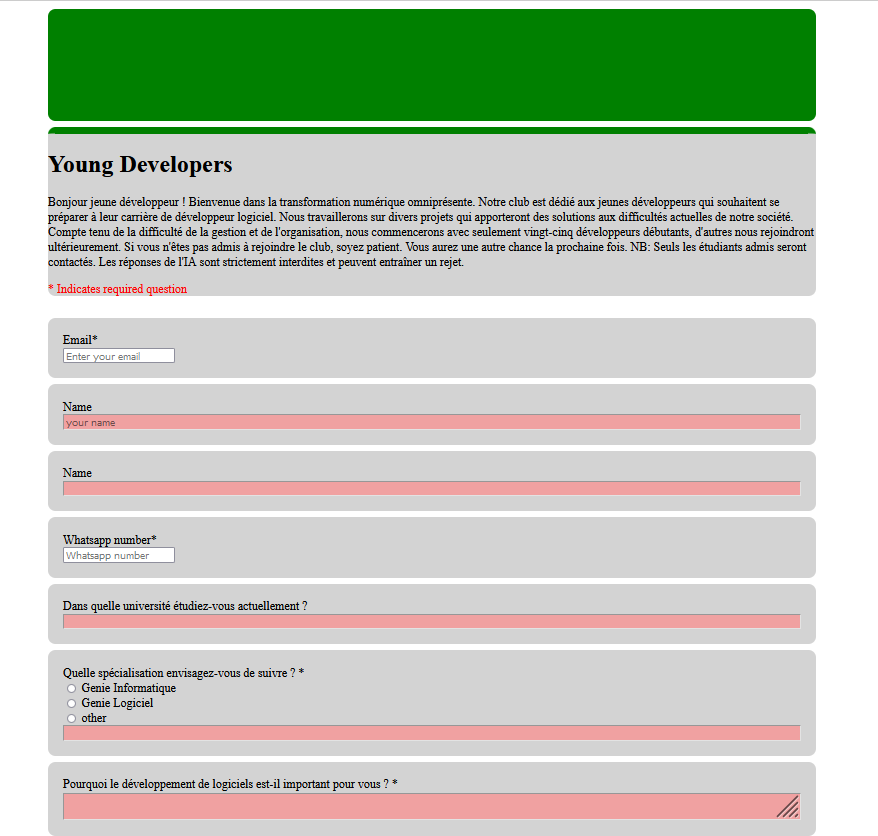 Young Developers
Bonjour jeune développeur ! Bienvenue dans la transformation numérique omniprésente. Notre club est dédié aux jeunes développeurs qui souhaitent se
préparer à leur carrière de développeur logiciel. Nous travaillerons sur divers projets qui apporteront des solutions aux difficultés actuelles de notre société.
Compte tenu de la difficulté de la gestion et de l'organisation, nous commencerons avec seulement vingt-cinq développeurs débutants, d'autres nous rejoindront
ultérieurement. Si vous n'êtes pas admis à rejoindre le club, soyez patient. Vous aurez une autre chance la prochaine fois. NB: Seuls les étudiants admis seront
contactés. Les réponses de l'IA sont strictement interdites et peuvent entraîner un rejet.
* Indicates required question
Email*
Enter your email
Name
your name
Name
Whatsapp number*
Whatsapp number
Dans quelle université étudiez-vous actuellement ?
Quelle spécialisation envisagez-vous de suivre ? *
Genie Informatique
Genie Logiciel
other
Pourquoi le développement de logiciels est-il important pour vous ? *